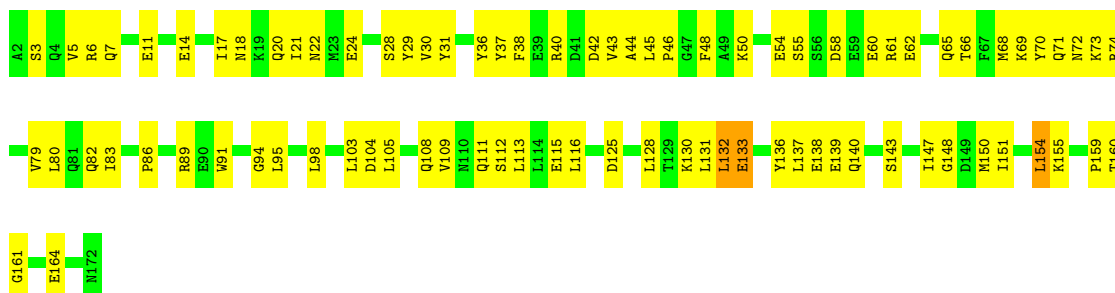 A2 S3 Q4 V5 R6 Q7 E11 E14 I17 N18 K19 Q20 I21 N22 M23 E24 S28 Y29 V30 Y31 Y36 Y37 F38 E39 R40 D41 D42 V43 A44 L45 P46 G47 F48 A49 K50 E54 S55 S56 D58 E59 E60 R61 E62 Q65 T66 F67 M68 K69 Y70 Q71 N72 K73
V79 L80 Q81 Q82 I83 P86 R89 E90 W91 G94 L95 L98 L103 D104 L105 Q108 V109 N110 Q111 S112 L113 L114 E115 L116 D125 L128 T129 K130 L131 L132 E133 Y136 L137 E138 E139 Q140 S143 I147 G148 D149 M150 I151 L154 K155 P159 T160
G161 E164 N172